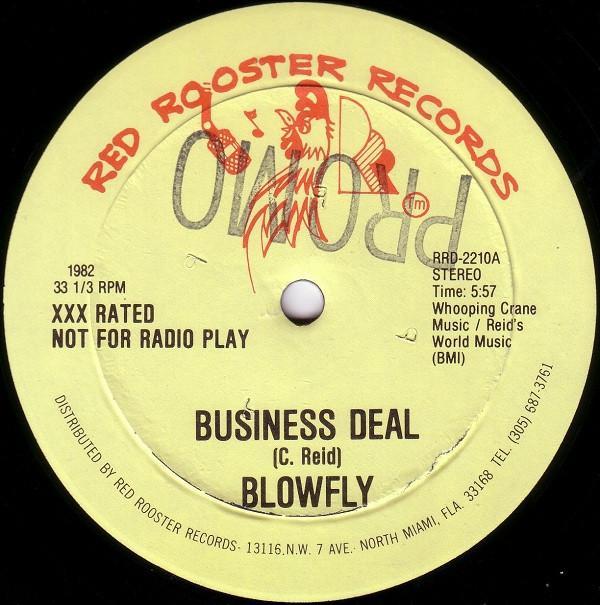 RED ROOSTER RECORDS
R
TM
PROMO
1982
33 1/3 RPM
XXX RATED
NOT FOR RADIO PLAY
RRD-2210A
STEREO
Time: 5:57
Whooping Crane
Music / Reid's
World Music
(BMI)
BUSINESS DEAL
(C. Reid)
BLOWFLY
DISTRIBUTED BY RED ROOSTER RECORDS · 13116.N.W. 7 AVE. · NORTH MIAMI, FLA. 33168 TEL. (305) 687-3761